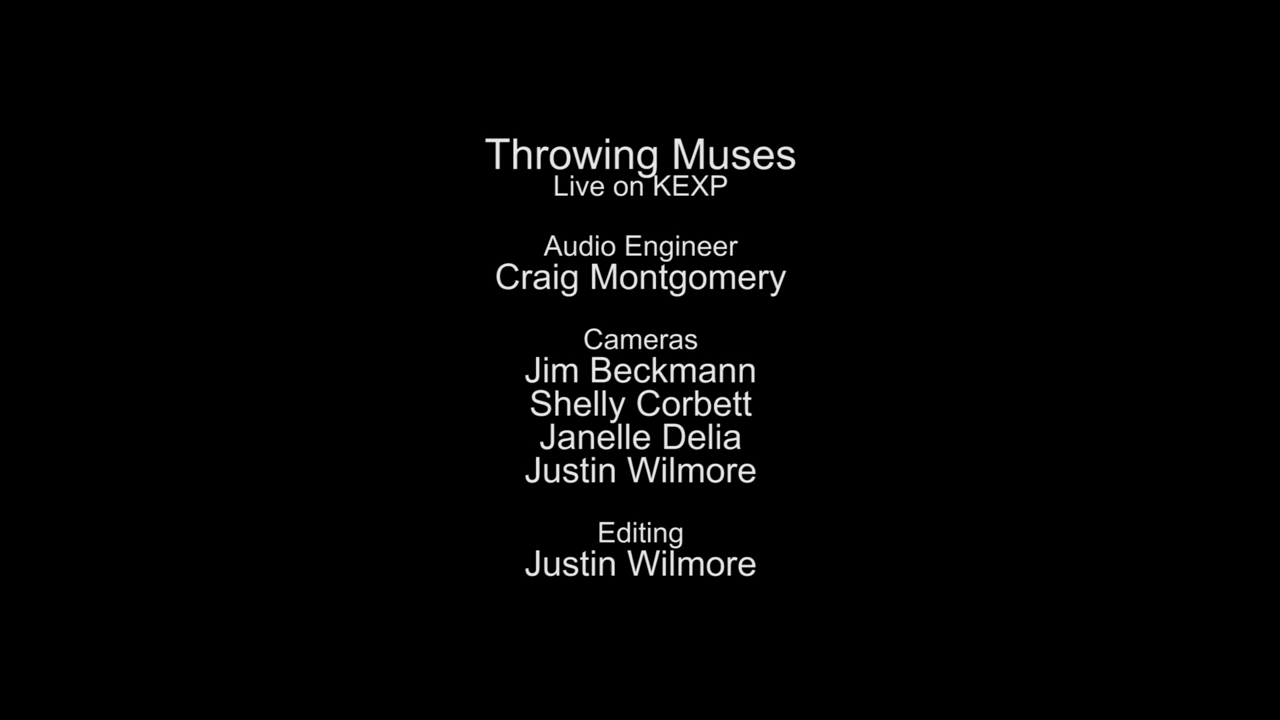 Throwing Muses
Live on KEXP
Audio Engineer
Craig Montgomery
Cameras
Jim Beckmann
Shelly Corbett
Janelle Delia
Justin Wilmore
Editing
Justin Wilmore